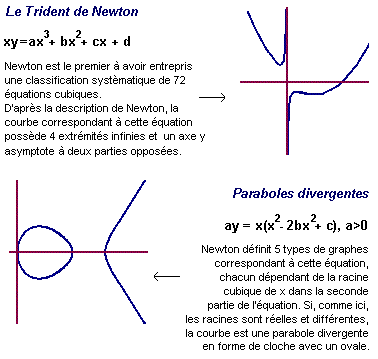 Le Trident de Newton
xy=ax³+ bx²+ cx + d
Newton est le premier à avoir entrepris
une classification systèmatique de 72
équations cubiques.
D'après la description de Newton, la
courbe correspondant à cette équation
possède 4 extrémités infinies et un axe y
asymptote à deux parties opposées.
Paraboles divergentes
ay = x(x²- 2bx²+ c), a>0
Newton définit 5 types de graphes
correspondant à cette équation,
chacun dépendant de la racine
cubique de x dans la seconde
partie de l'équation. Si, comme ici,
les racines sont réelles et différentes,
la courbe est une parabole divergente
en forme de cloche avec un ovale.